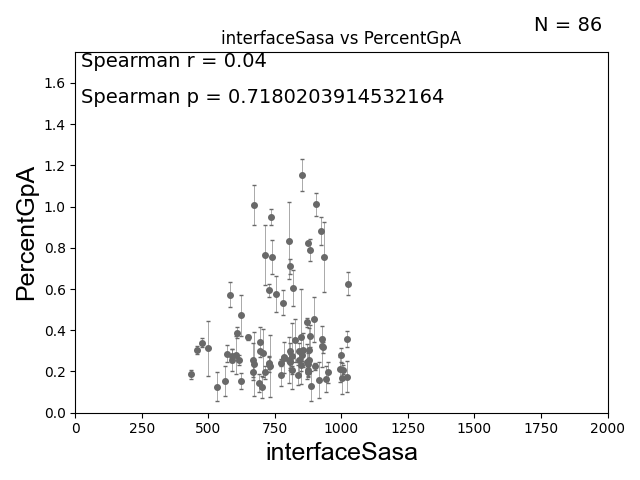 N = 86
interfaceSasa vs PercentGpA
Spearman r = 0.04
Spearman p = 0.7180203914532164
PercentGpA
1.6
1.4
1.2
1.0
0.8
0.6
0.4
0.2
0.0
0 250 500 750 1000 1250 1500 1750 2000
interfaceSasa